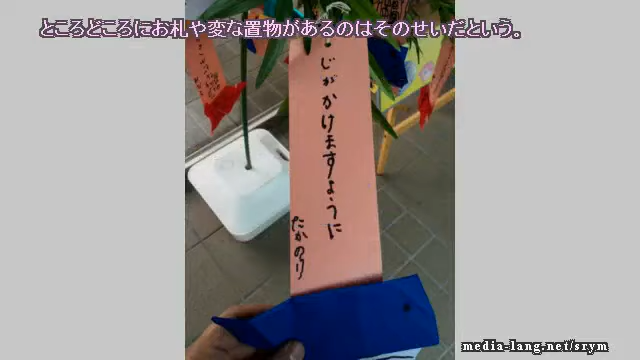 ところどころにお札や変な置物があるのはそのせいだという。
じがかけますように
たかのり
media-lang.net/srym